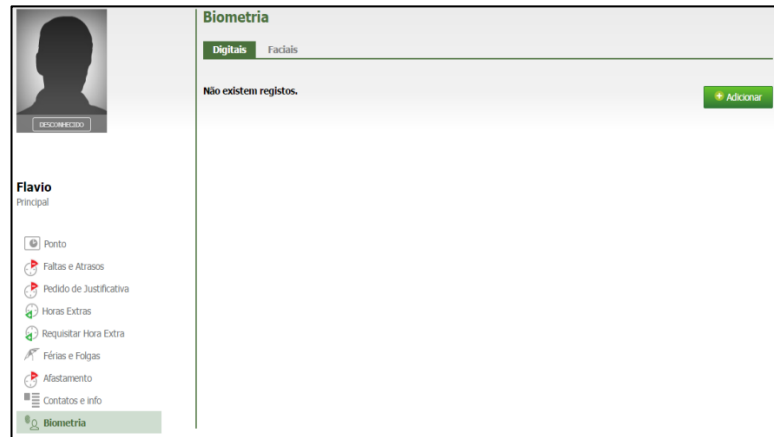 Biometria
Digitais Faciais
Não existem registos.
Adicionar
DESCONHECIDO
Flavio
Principal
Ponto
Faltas e Atrasos
Pedido de Justificativa
Horas Extras
Requisitar Hora Extra
Férias e Folgas
Afastamento
Contatos e info
Biometria